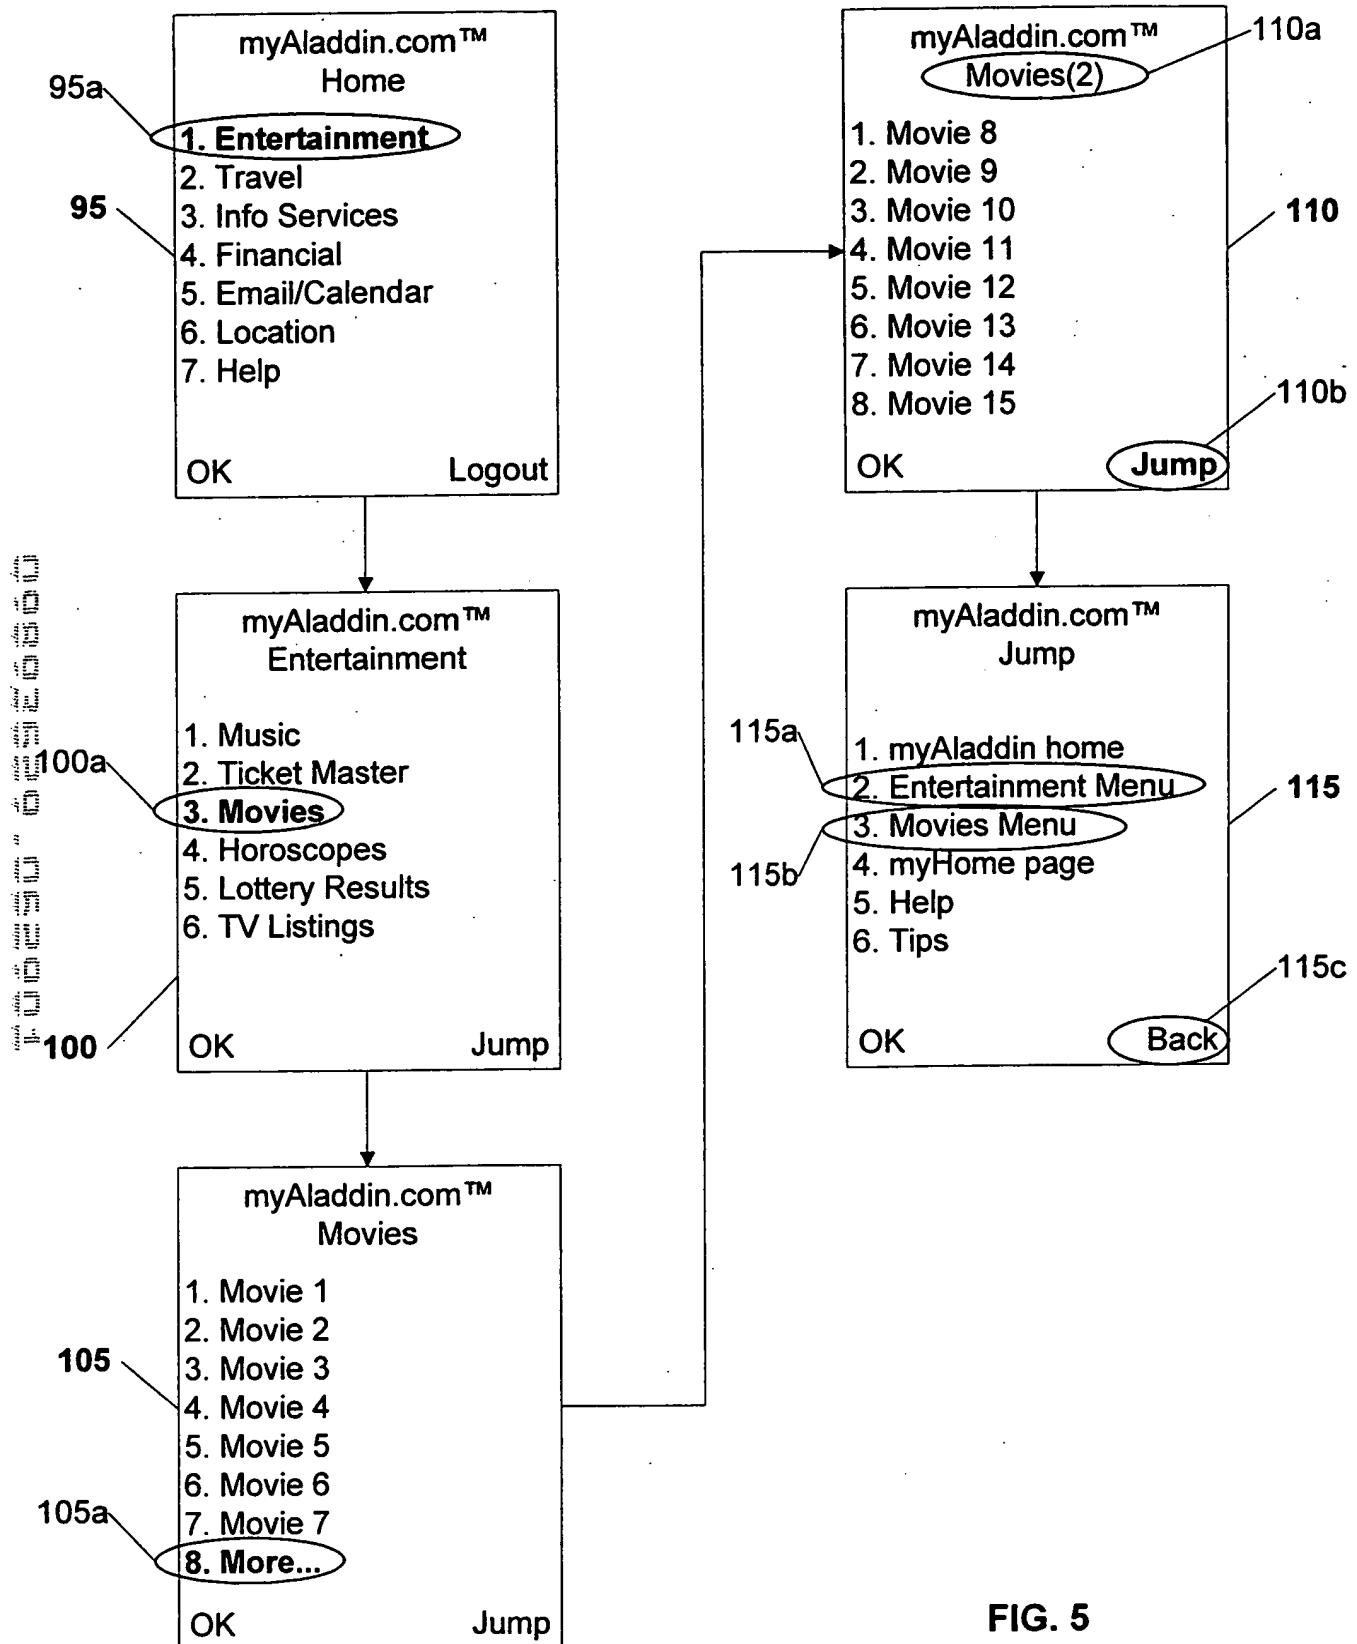 myAladdin.com™
Home
95a
1. Entertainment
2. Travel
95
3. Info Services
4. Financial
5. Email/Calendar
6. Location
7. Help
OK Logout
myAladdin.com™
Entertainment
1. Music
100a
2. Ticket Master
3. Movies
4. Horoscopes
5. Lottery Results
6. TV Listings
100
OK Jump
myAladdin.com™
Movies
1. Movie 1
2. Movie 2
105
3. Movie 3
4. Movie 4
5. Movie 5
6. Movie 6
105a
7. Movie 7
8. More...
OK Jump
myAladdin.com™
110a
Movies(2)
1. Movie 8
2. Movie 9
3. Movie 10
110
4. Movie 11
5. Movie 12
6. Movie 13
7. Movie 14
110b
8. Movie 15
OK Jump
myAladdin.com™
Jump
115a
1. myAladdin home
2. Entertainment Menu
115
3. Movies Menu
115b
4. myHome page
5. Help
6. Tips
115c
OK Back
FIG. 5